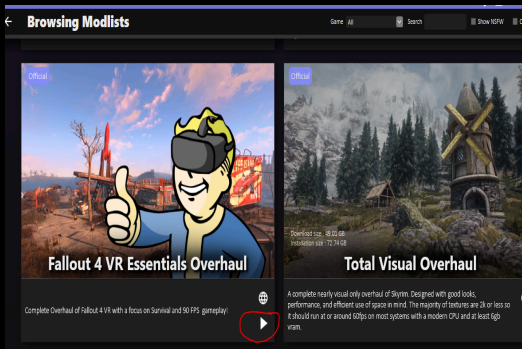 Browsing Modlists
Game All
Search
Show NSFW
Official
Fallout 4 VR Essentials Overhaul
Complete Overhaul of Fallout 4 VR with a focus on Survival and 90 FPS gameplay!
Official
Download size : 49.01 GB
Installation size : 72.74 GB
Total Visual Overhaul
A complete nearly visual only overhaul of Skyrim. Designed with good looks,
performance, and efficient use of space in mind. The majority of textures are 2k or less so
it should run at or around 60fps on most systems with a modern CPU and at least 6gb
vram.